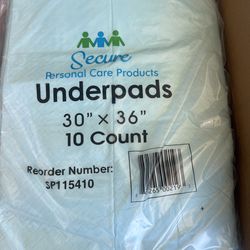 Secure
Personal Care Products
Underpads
30" x 36"
10 Count
Reorder Number:
SP115410